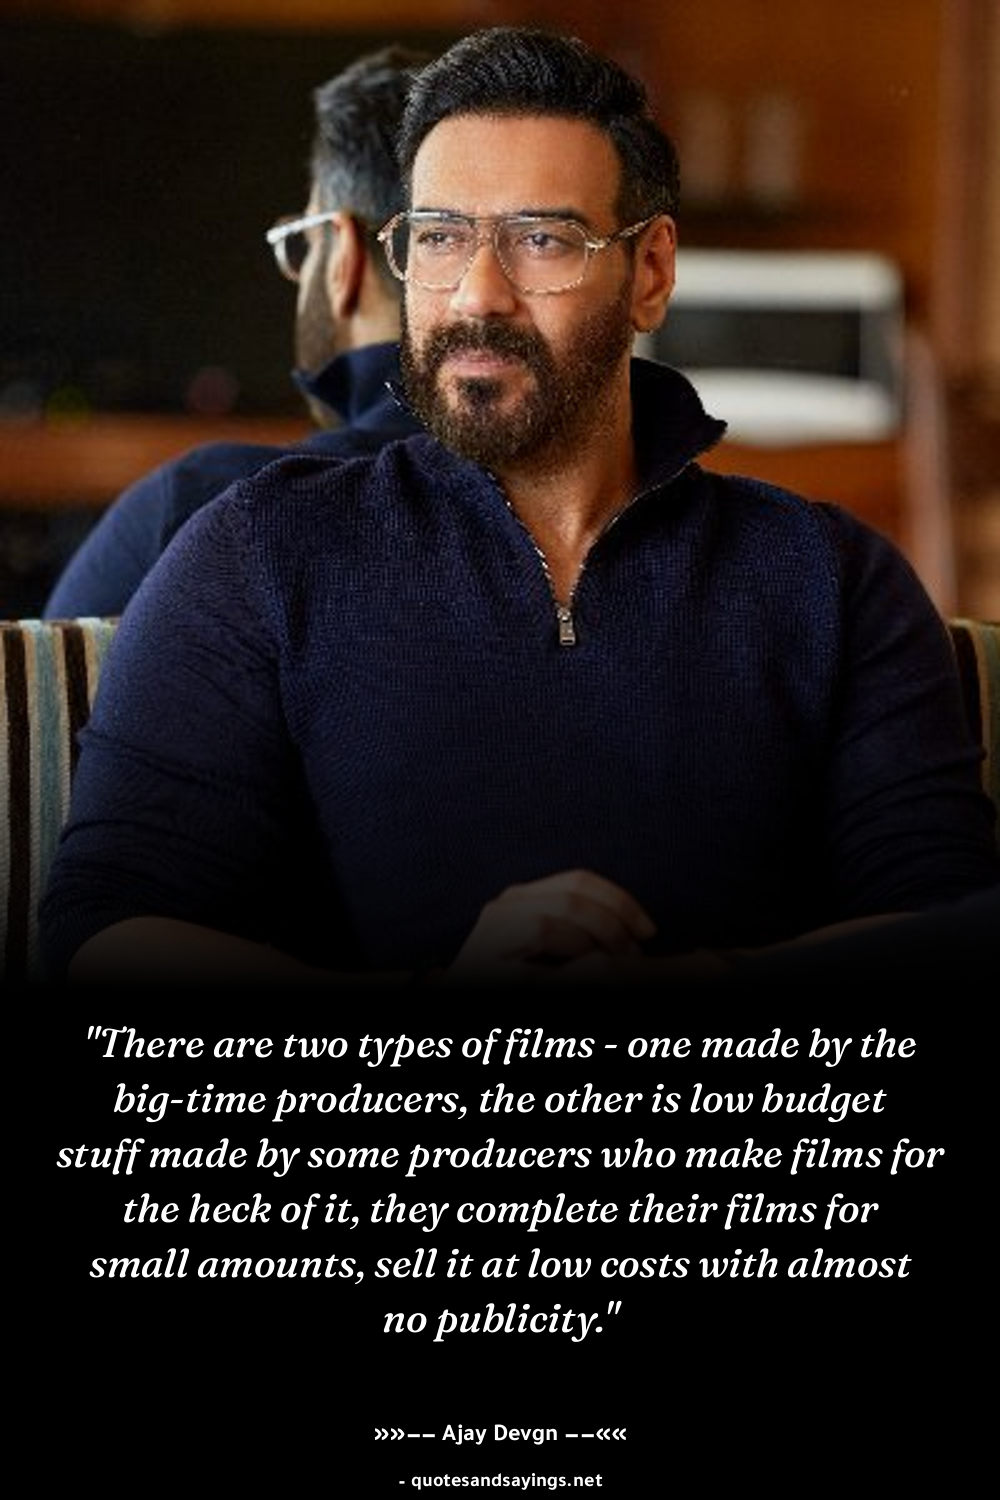 "There are two types of films - one made by the
big-time producers, the other is low budget
stuff made by some producers who make films for
the heck of it, they complete their films for
small amounts, sell it at low costs with almost
no publicity."
»»–– Ajay Devgn ––««
- quotesandsayings.net